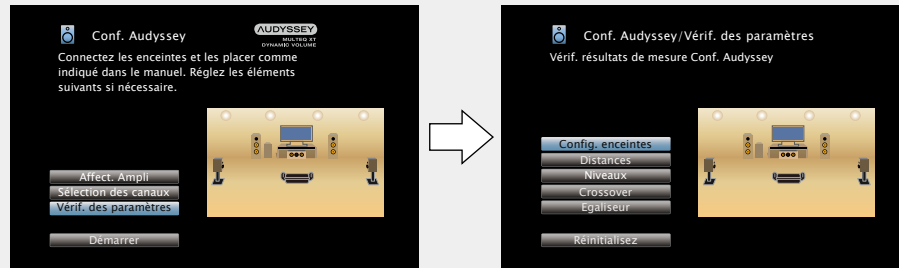 Conf. Audyssey
AUDYSSEY
MULTEQ XT
DYNAMIC VOLUME
Connectez les enceintes et les placer comme
indiqué dans le manuel. Réglez les éléments
suivants si nécessaire.
Affect. Ampli
Sélection des canaux
Vérif. des paramètres
Démarrer
Conf. Audyssey/Vérif. des paramètres
Vérif. résultats de mesure Conf. Audyssey
Config. enceintes
Distances
Niveaux
Crossover
Egaliseur
Réinitialisez